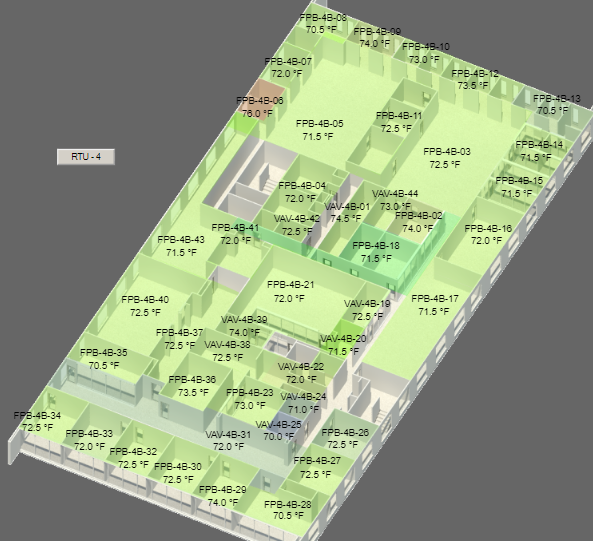 FPB-4B-08
70.5 °F
FPB-4B-09
74.0 °F
FPB-4B-10
73.0 °F
FPB-4B-07
72.0 °F
FPB-4B-12
73.5 °F
FPB-4B-13
70.5 °F
FPB-4B-06
76.0 °F
FPB-4B-05
71.5 °F
FPB-4B-11
72.5 °F
FPB-4B-03
72.5 °F
FPB-4B-14
71.5 °F
RTU - 4
FPB-4B-15
71.5 °F
FPB-4B-04
72.0 °F
VAV-4B-44
73.0 °F
VAV-4B-01
74.5 °F
FPB-4B-02
74.0 °F
VAV-4B-42
72.5 °F
FPB-4B-41
72.0 °F
FPB-4B-16
72.0 °F
FPB-4B-43
71.5 °F
FPB-4B-18
71.5 °F
FPB-4B-21
72.0 °F
FPB-4B-40
72.5 °F
VAV-4B-19
72.5 °F
FPB-4B-17
71.5 °F
VAV-4B-39
74.0 °F
FPB-4B-37
72.5 °F
VAV-4B-20
71.5 °F
VAV-4B-38
72.5 °F
FPB-4B-35
70.5 °F
VAV-4B-22
72.0 °F
FPB-4B-36
73.5 °F
FPB-4B-23
73.0 °F
VAV-4B-24
71.0 °F
FPB-4B-34
72.5 °F
VAV-4B-25
70.0 °F
FPB-4B-33
72.0 °F
VAV-4B-31
72.0 °F
FPB-4B-26
72.5 °F
FPB-4B-32
72.5 °F
FPB-4B-30
72.5 °F
FPB-4B-27
72.5 °F
FPB-4B-29
74.0 °F
FPB-4B-28
70.5 °F